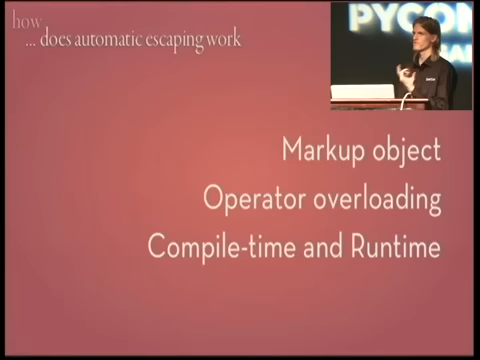 how
... does automatic escaping work
PYCON
Markup object
Operator overloading
Compile-time and Runtime